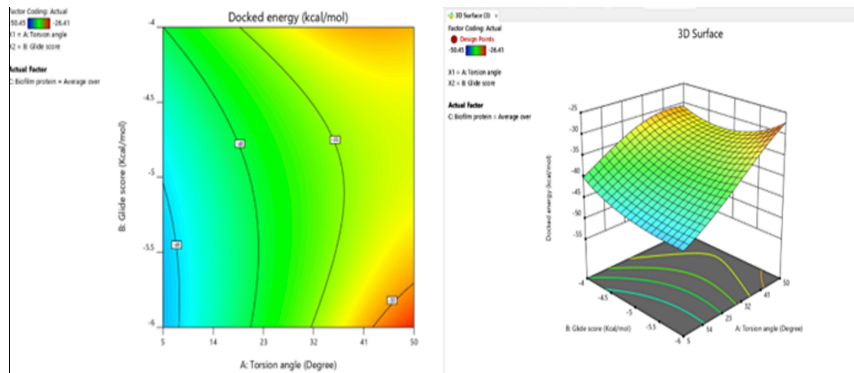 Factor Coding: Actual
-50.45 -26.41
X1 = A: Torsion angle
X2 = B: Glide score
Actual Factor
C: Biofilm protein = Average over
Docked energy (kcal/mol)
B: Glide score (Kcal/mol)
-4
-4.5
-5
-5.5
-6
5 14 23 32 41 50
A: Torsion angle (Degree)
3D Surface (3) x
Factor Coding: Actual
Design Points
-50.45 -26.41
X1 = A: Torsion angle
X2 = B: Glide score
Actual Factor
C: Biofilm protein = Average over
3D Surface
Docked energy (kcal/mol)
-25
-30
-35
-40
-45
-50
-55
-4
-4.5
-5
-5.5
-6
5
14
23
32
41
50
B: Glide score (Kcal/mol)
A: Torsion angle (Degree)